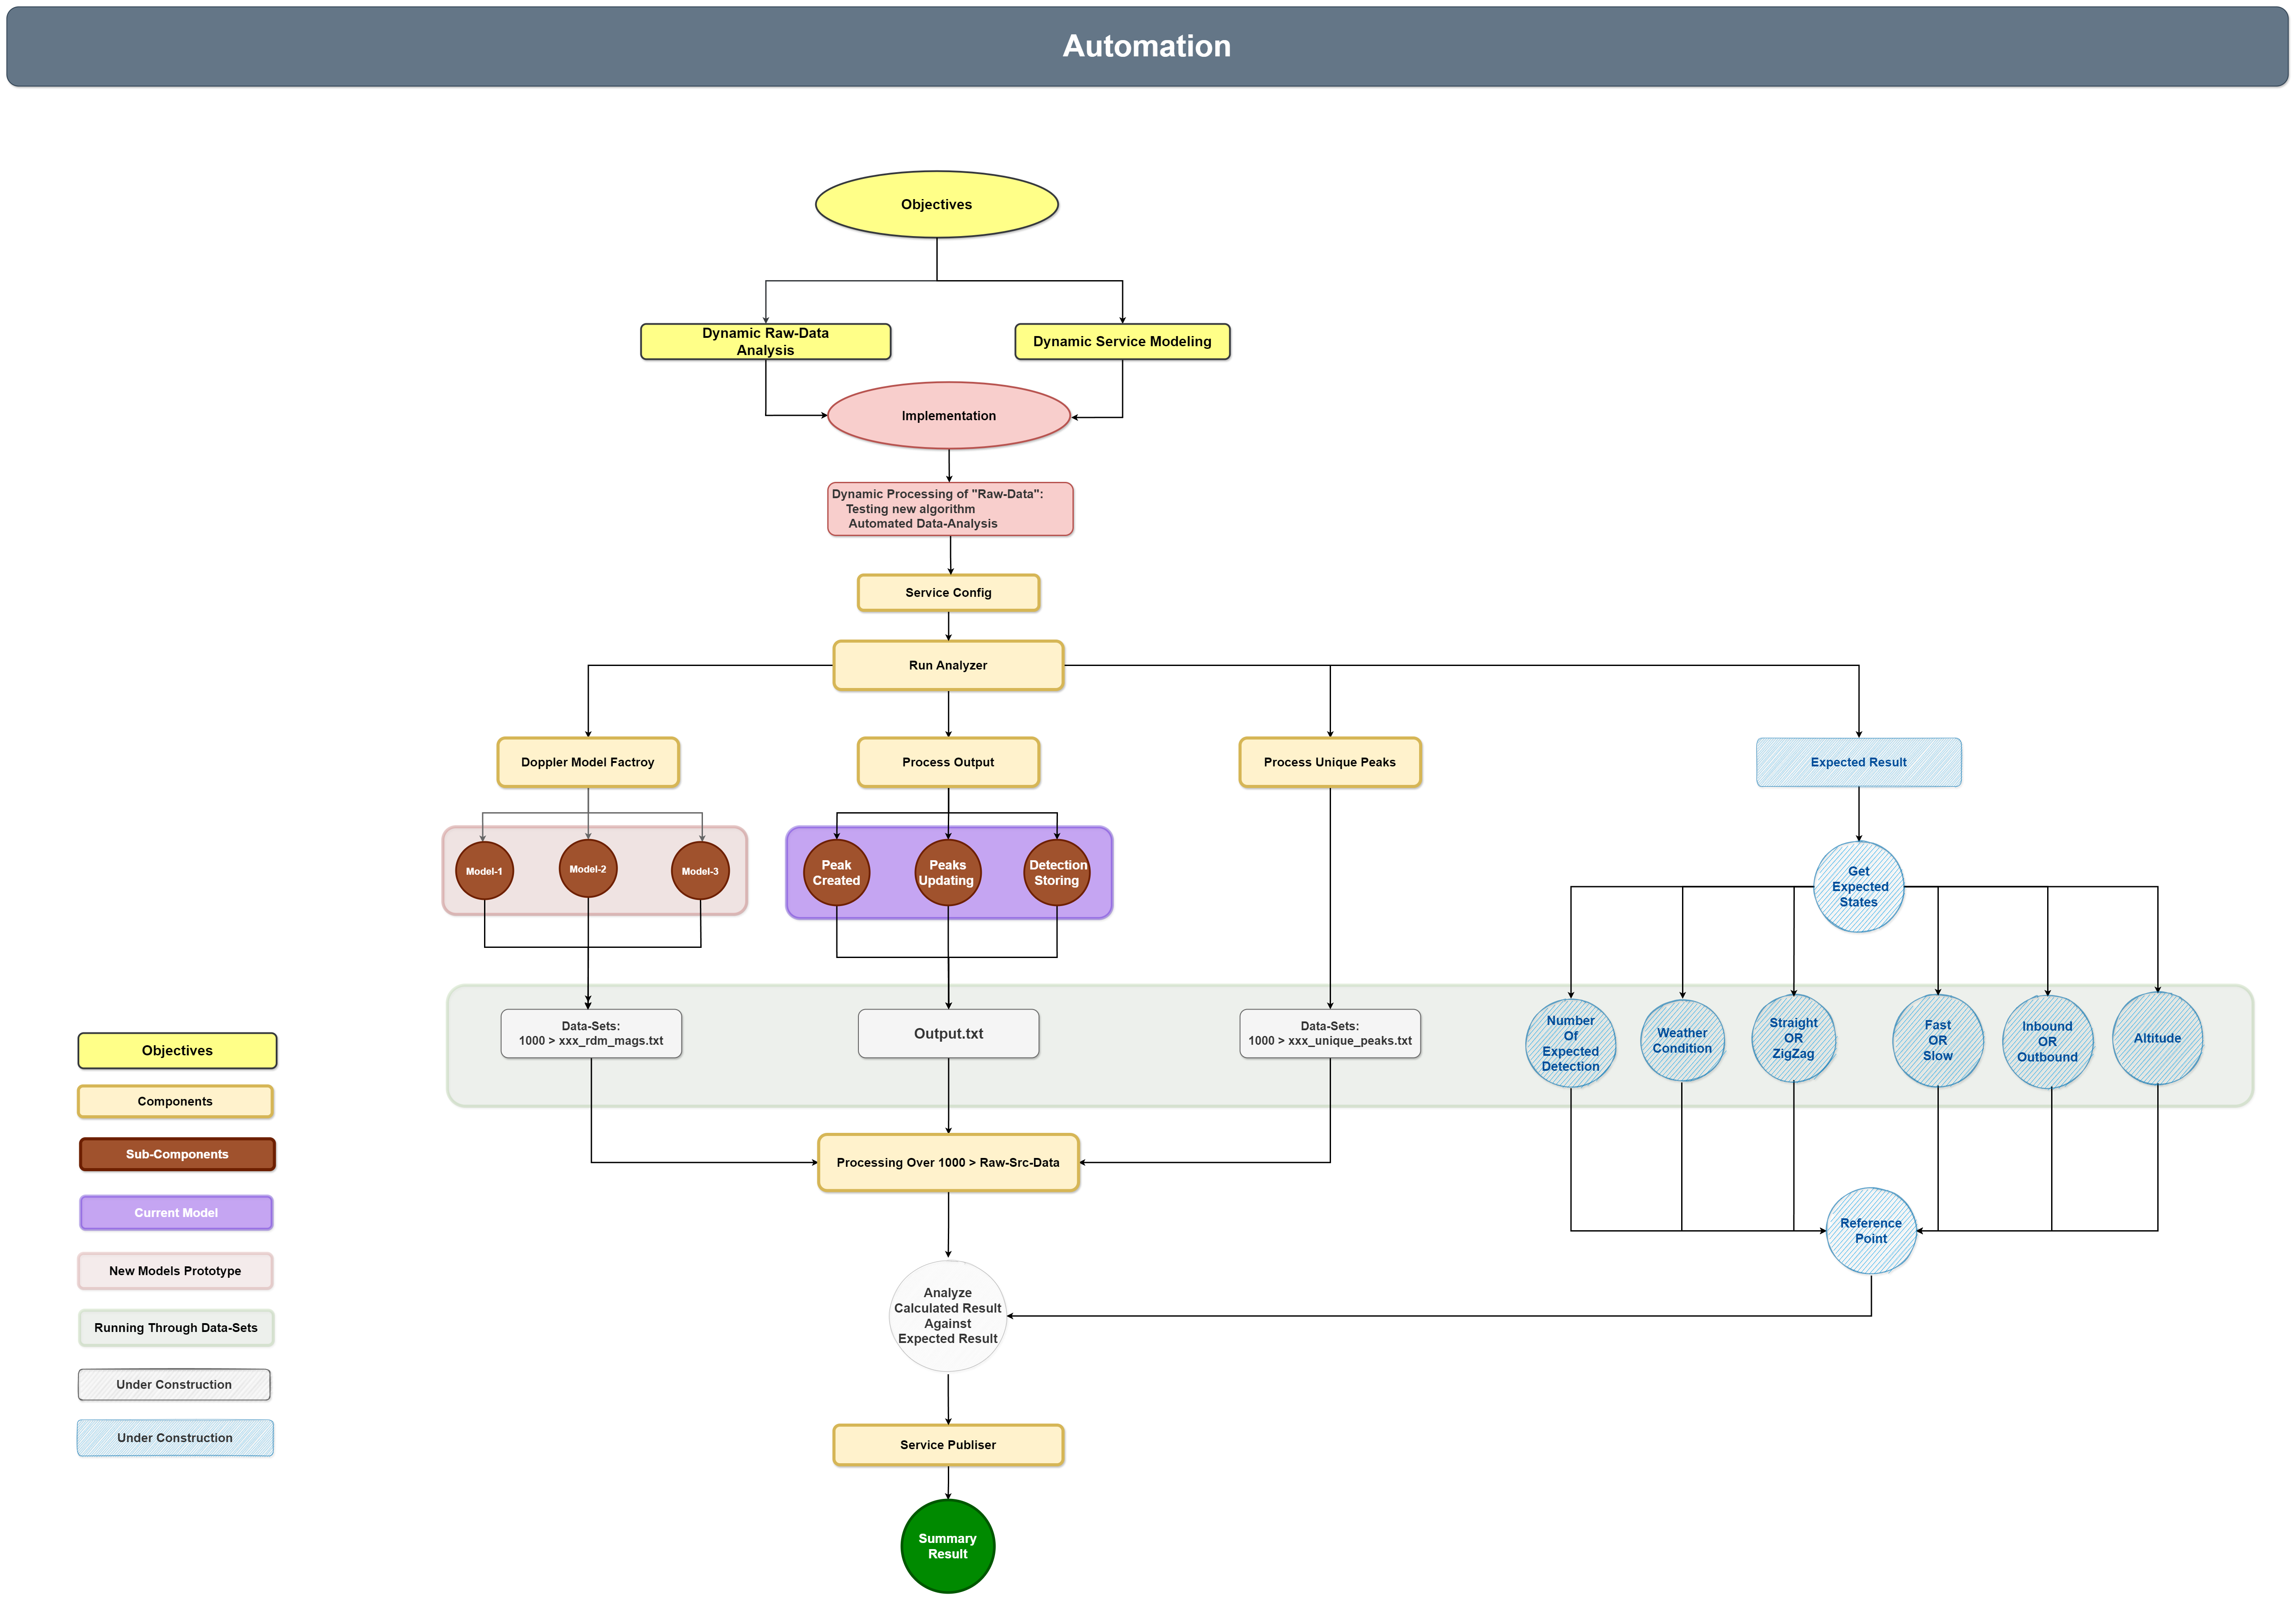 Automation
Objectives
Dynamic Raw-Data
Analysis
Dynamic Service Modeling
Implementation
Dynamic Processing of "Raw-Data":
Testing new algorithm
Automated Data-Analysis
Service Config
Run Analyzer
Doppler Model Factroy
Process Output
Process Unique Peaks
Expected Result
Model-1
Model-2
Model-3
Peak
Created
Peaks
Updating
Detection
Storing
Get
Expected
States
Data-Sets:
1000 > xxx_rdm_mags.txt
Output.txt
Data-Sets:
1000 > xxx_unique_peaks.txt
Number
Of
Expected
Detection
Weather
Condition
Straight
OR
ZigZag
Fast
OR
Slow
Inbound
OR
Outbound
Altitude
Processing Over 1000 > Raw-Src-Data
Reference
Point
Analyze
Calculated Result
Against
Expected Result
Service Publiser
Summary
Result
Objectives
Components
Sub-Components
Current Model
New Models Prototype
Running Through Data-Sets
Under Construction
Under Construction